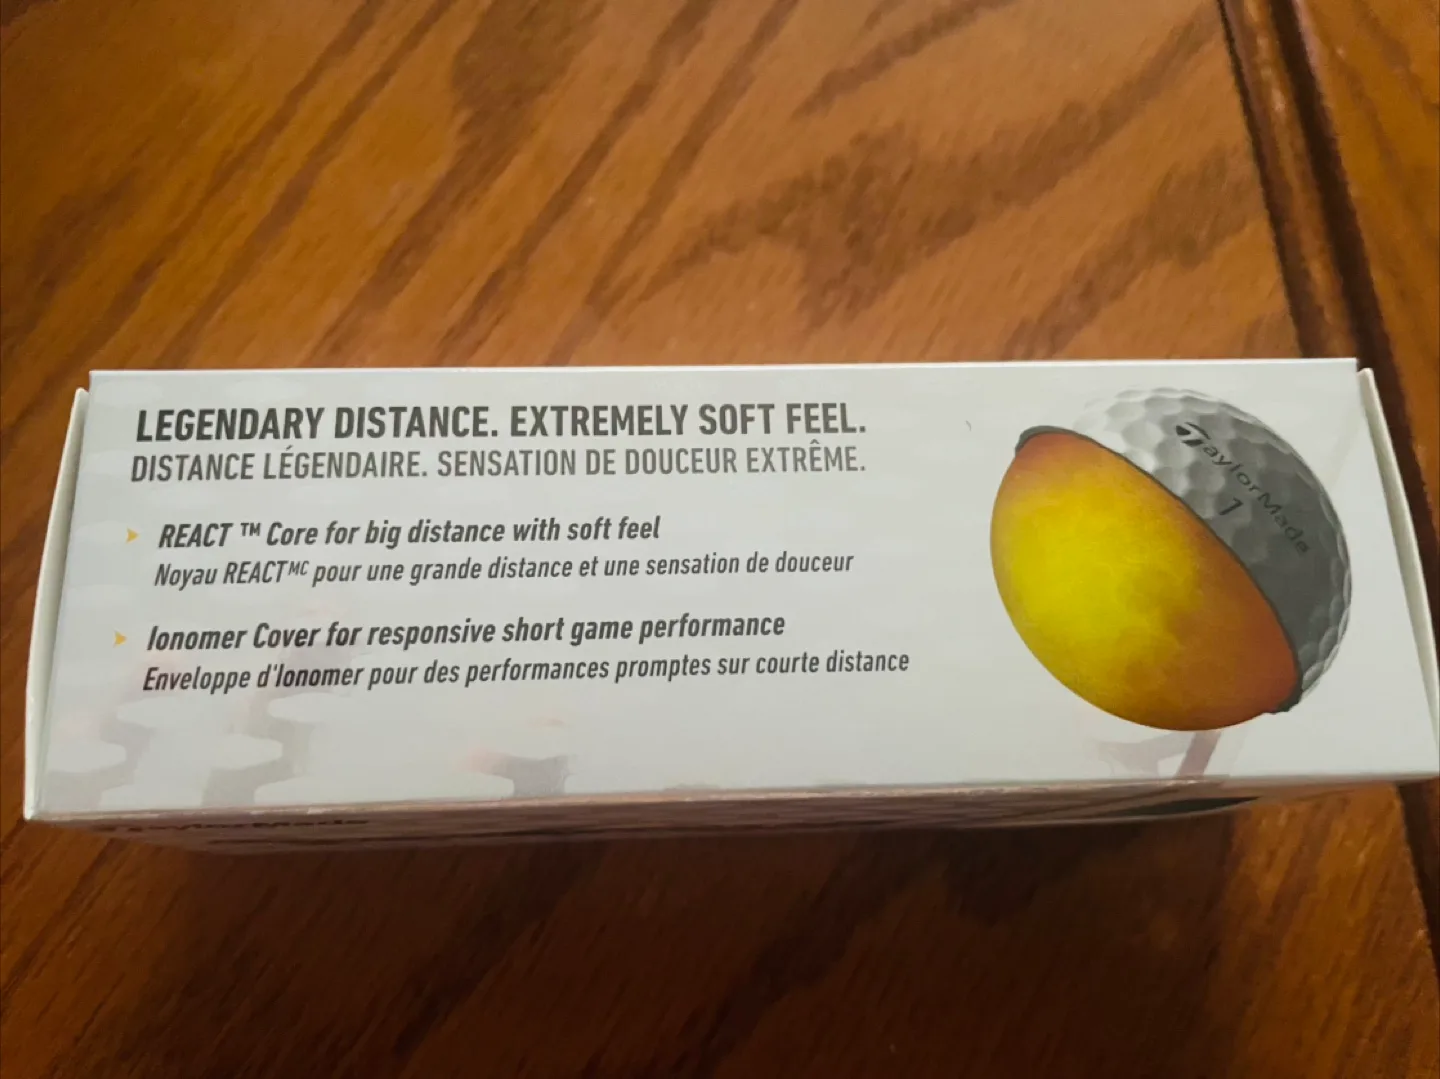 LEGENDARY DISTANCE. EXTREMELY SOFT FEEL.
DISTANCE LÉGENDAIRE. SENSATION DE DOUCEUR EXTRÊME.
REACT ™ Core for big distance with soft feel
Noyau REACTᴹᶜ pour une grande distance et une sensation de douceur
Ionomer Cover for responsive short game performance
Enveloppe d'Ionomer pour des performances promptes sur courte distance
TaylorMade
1
TaylorMade